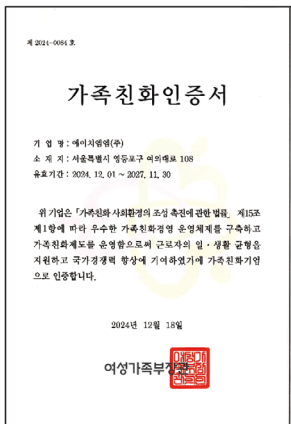 제 2024-0064 호
가족친화인증서
기 업 명 : 에이치엠엠(주)
소 재 지 : 서울특별시 영등포구 여의대로 108
유효기간 : 2024. 12. 01 ~ 2027. 11. 30
위 기업은 「가족친화 사회환경의 조성 촉진에 관한 법률」 제15조
제1항에 따라 우수한 가족친화경영 운영체제를 구축하고
가족친화제도를 운영함으로써 근로자의 일·생활 균형을
지원하고 국가경쟁력 향상에 기여하였기에 가족친화기업
으로 인증합니다.
2024년 12월 18일
여성가족부장관